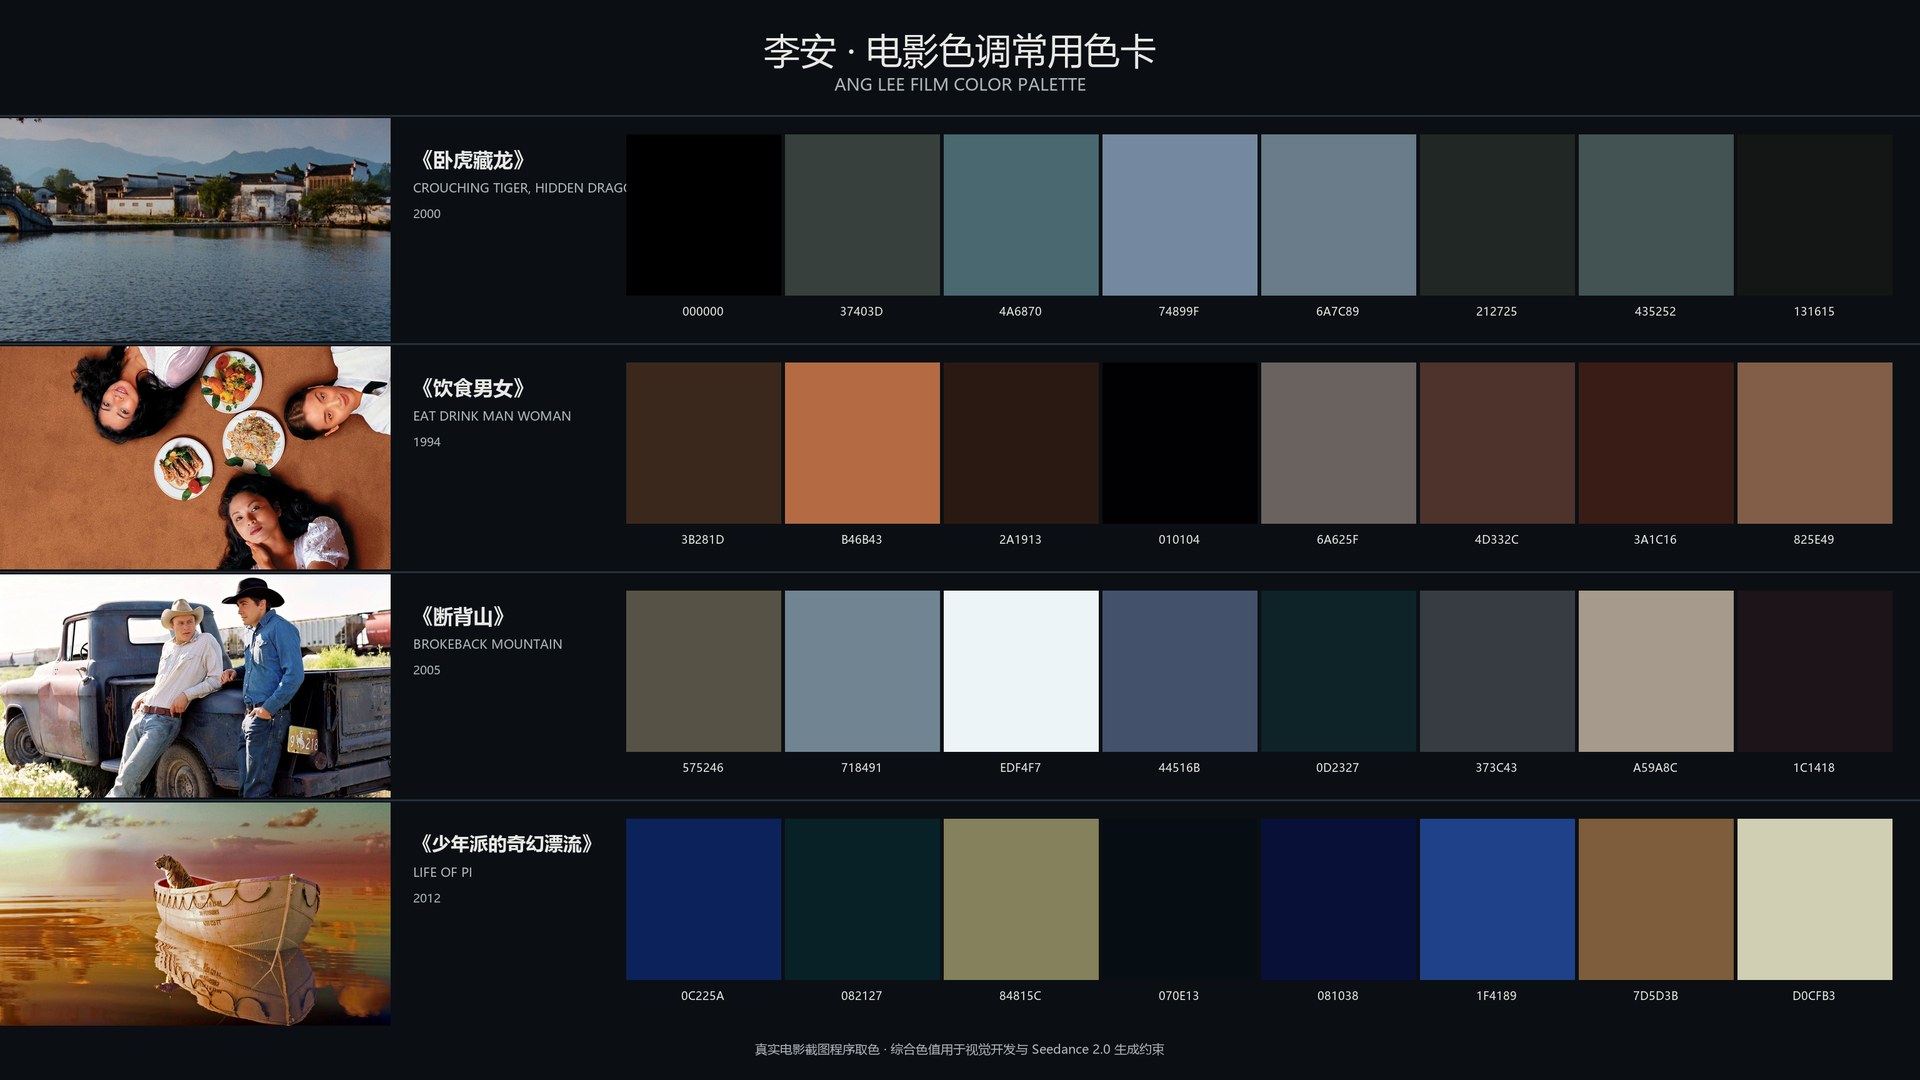 李安 · 电影色调常用色卡
ANG LEE FILM COLOR PALETTE
《卧虎藏龙》
CROUCHING TIGER, HIDDEN DRAGO
2000
000000 37403D 4A6870 74899F 6A7C89 212725 435252 131615
《饮食男女》
EAT DRINK MAN WOMAN
1994
3B281D B46B43 2A1913 010104 6A625F 4D332C 3A1C16 825E49
《断背山》
BROKEBACK MOUNTAIN
2005
575246 718491 EDF4F7 44516B 0D2327 373C43 A59A8C 1C1418
《少年派的奇幻漂流》
LIFE OF PI
2012
0C225A 082127 84815C 070E13 081038 1F4189 7D5D3B D0CFB3
真实电影截图程序取色 · 综合色值用于视觉开发与 Seedance 2.0 生成约束